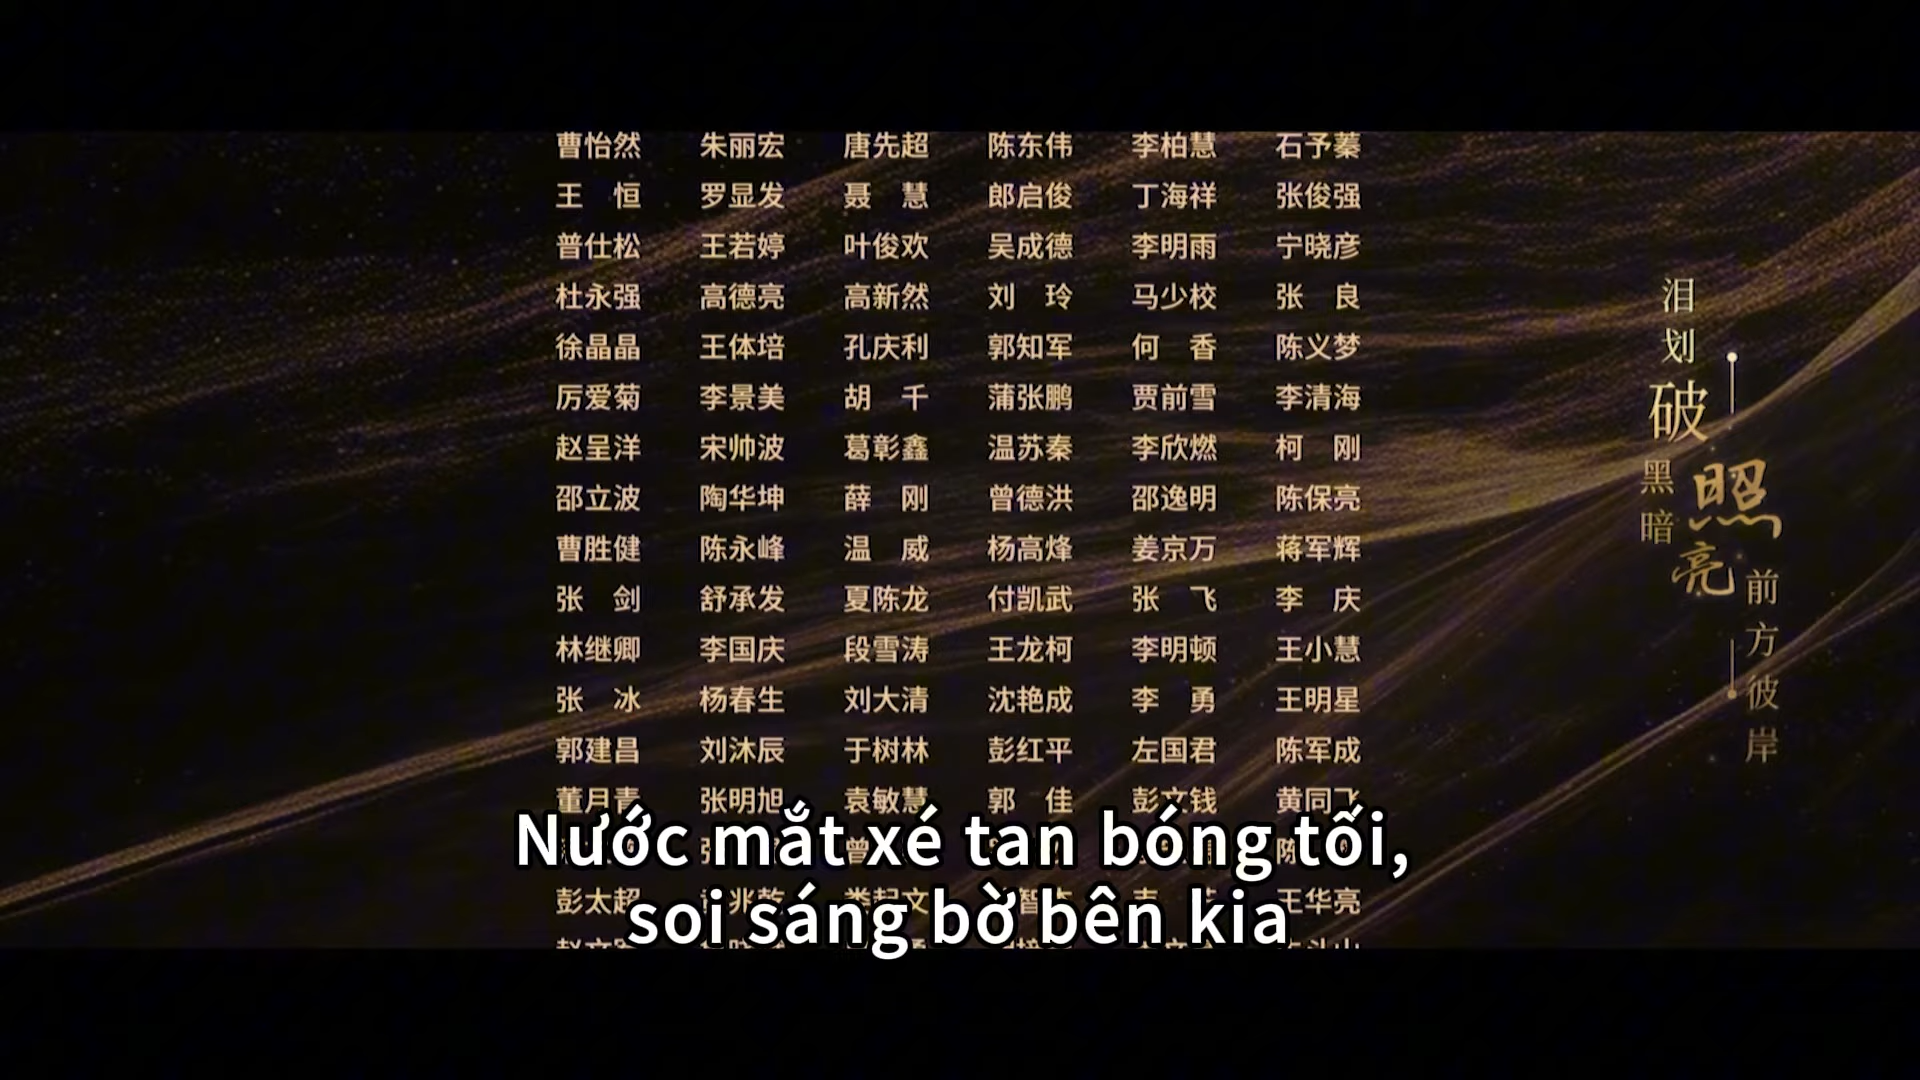 曹怡然 朱丽宏 唐先超 陈东伟 李柏慧 石予蓁
王 恒 罗显发 聂 慧 郎启俊 丁海祥 张俊强
普仕松 王若婷 叶俊欢 吴成德 李明雨 宁晓彦
杜永强 高德亮 高新然 刘 玲 马少校 张 良
徐晶晶 王体培 孔庆利 郭知军 何 香 陈义梦
厉爱菊 李景美 胡 千 蒲张鹏 贾前雪 李清海
赵呈洋 宋帅波 葛彰鑫 温苏秦 李欣燃 柯 刚
邵立波 陶华坤 薛 刚 曾德洪 邵逸明 陈保亮
曹胜健 陈永峰 温 威 杨高烽 姜京万 蒋军辉
张 剑 舒承发 夏陈龙 付凯武 张 飞 李 庆
林继卿 李国庆 段雪涛 王龙柯 李明顿 王小慧
张 冰 杨春生 刘大清 沈艳成 李 勇 王明星
郭建昌 刘沐辰 于树林 彭红平 左国君 陈军成
董月青 张明旭 袁敏慧 郭 佳 彭文钱 黄同飞
彭太超 王华亮
泪划破黑暗
照亮前方彼岸
Nước mắt xé tan bóng tối,
soi sáng bờ bên kia